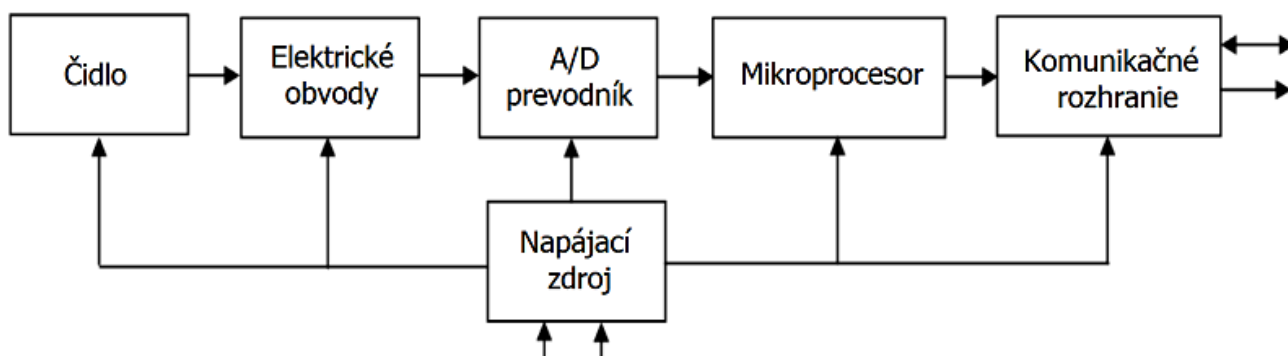 Čidlo
Elektrické
obvody
A/D
prevodník
Mikroprocesor
Komunikačné
rozhranie
Napájací
zdroj